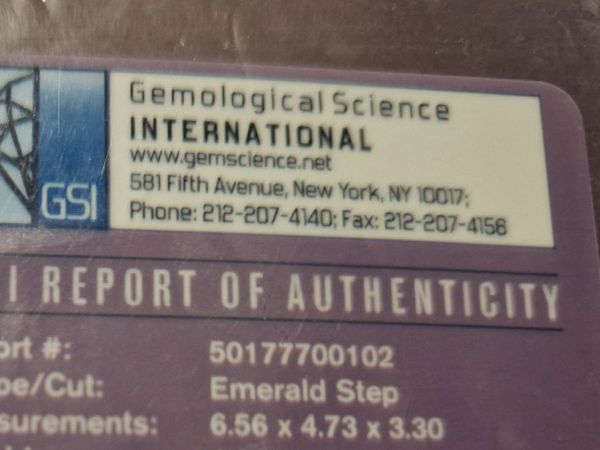 Gemological Science
INTERNATIONAL
www.gemscience.net
581 Fifth Avenue, New York, NY 10017;
Phone: 212-207-4140; Fax: 212-207-4156
GSI
I REPORT OF AUTHENTICITY
ort #: 50177700102
pe/Cut: Emerald Step
surements: 6.56 x 4.73 x 3.30